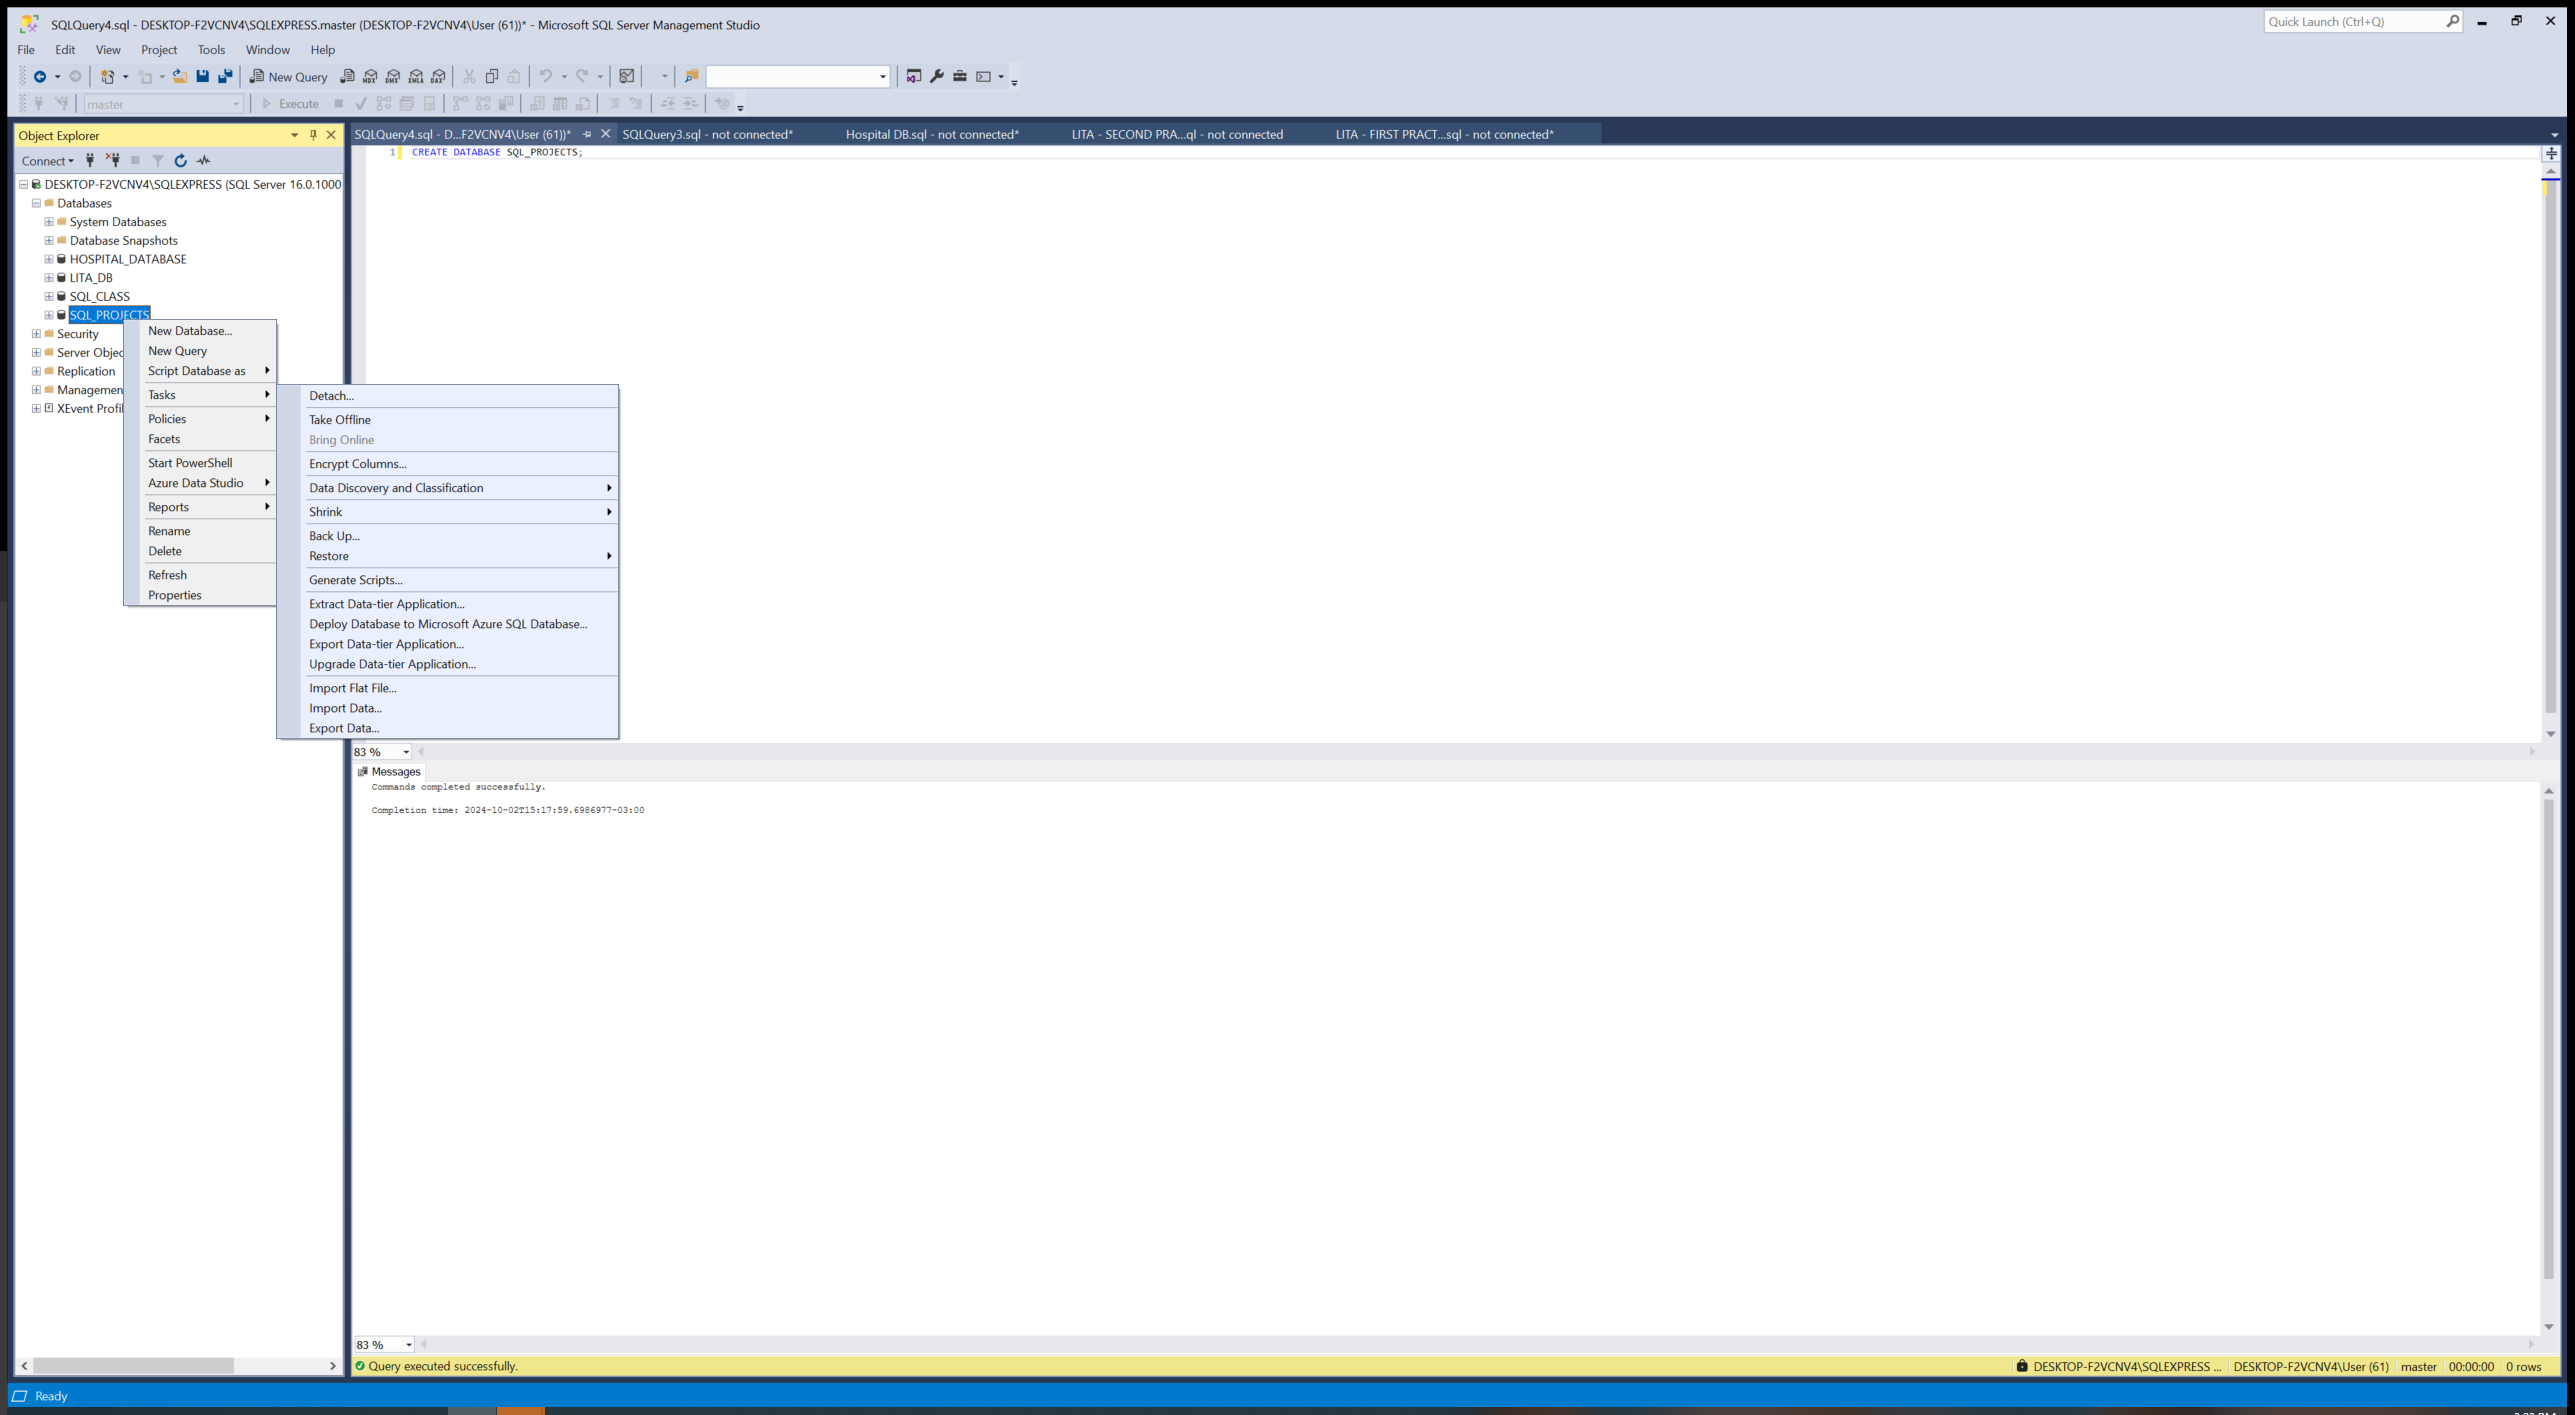 SQLQuery4.sql - DESKTOP-F2VCNV4\SQLEXPRESS.master (DESKTOP-F2VCNV4\User (61))* - Microsoft SQL Server Management Studio
Quick Launch (Ctrl+Q)
File Edit View Project Tools Window Help
New Query MDX DMX XMLA DAX
master Execute
Object Explorer
Connect
DESKTOP-F2VCNV4\SQLEXPRESS (SQL Server 16.0.1000
Databases
System Databases
Database Snapshots
HOSPITAL_DATABASE
LITA_DB
SQL_CLASS
SQL_PROJECTS
Security
Server Objec
Replication
Managemen
XEvent Profil
New Database...
New Query
Script Database as
Tasks
Policies
Facets
Start PowerShell
Azure Data Studio
Reports
Rename
Delete
Refresh
Properties
Detach...
Take Offline
Bring Online
Encrypt Columns...
Data Discovery and Classification
Shrink
Back Up...
Restore
Generate Scripts...
Extract Data-tier Application...
Deploy Database to Microsoft Azure SQL Database...
Export Data-tier Application...
Upgrade Data-tier Application...
Import Flat File...
Import Data...
Export Data...
SQLQuery4.sql - D...F2VCNV4\User (61))* SQLQuery3.sql - not connected* Hospital DB.sql - not connected* LITA - SECOND PRA...ql - not connected LITA - FIRST PRACT...sql - not connected*
1 CREATE DATABASE SQL_PROJECTS;
83 %
Messages
Commands completed successfully.
Completion time: 2024-10-02T15:17:59.6986977-03:00
83 %
Query executed successfully. DESKTOP-F2VCNV4\SQLEXPRESS ... DESKTOP-F2VCNV4\User (61) master 00:00:00 0 rows
Ready